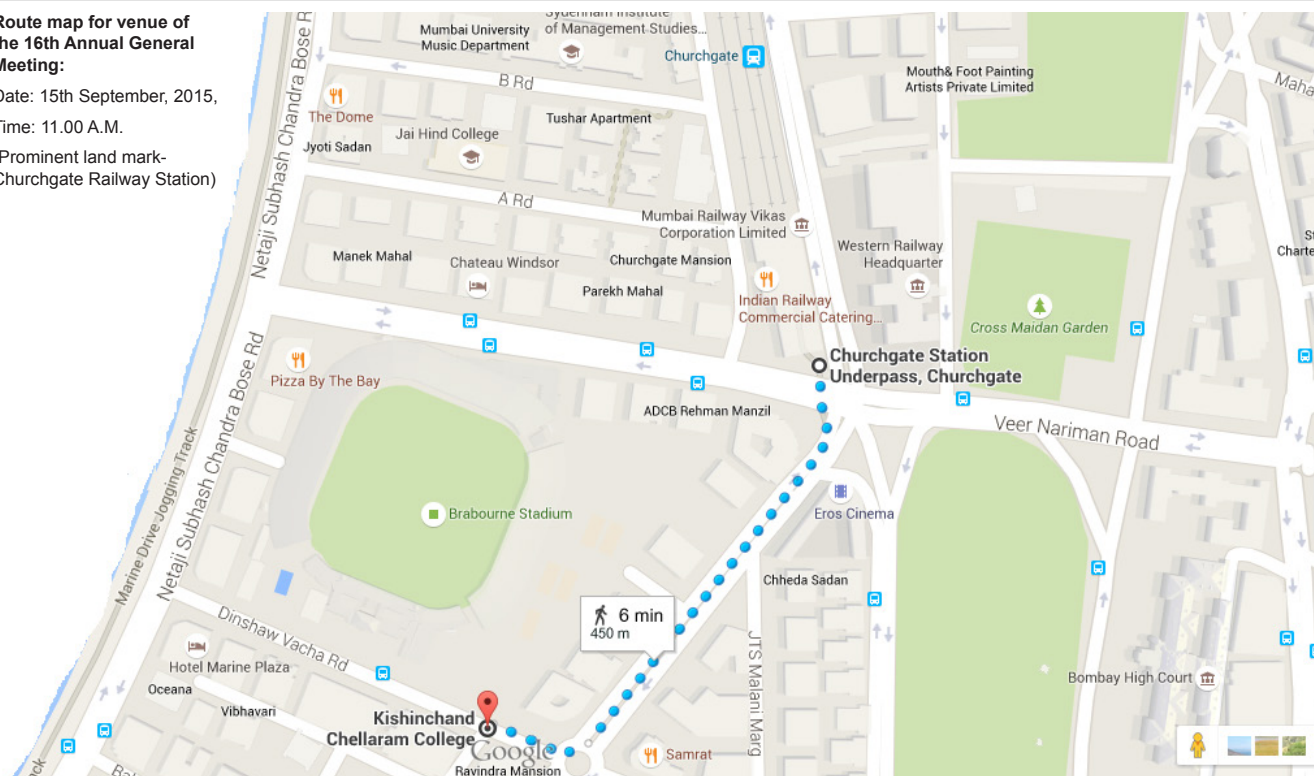 Route map for venue of
the 16th Annual General
Meeting:
Date: 15th September, 2015,
Time: 11.00 A.M.
(Prominent land mark-
Churchgate Railway Station)
Netaji Subhash Chandra Bose R
Mumbai University
Music Department
Sydenham Institute
of Management Studies...
Churchgate
B Rd
The Dome
Jyoti Sadan
Jai Hind College
Tushar Apartment
Mouth& Foot Painting
Artists Private Limited
Maha
A Rd
Mumbai Railway Vikas
Corporation Limited
Manek Mahal
Chateau Windsor
Churchgate Mansion
Parekh Mahal
Western Railway
Headquarter
Charte
Indian Railway
Commercial Catering...
Cross Maidan Garden
Churchgate Station
Underpass, Churchgate
Pizza By The Bay
Netaji Subhash Chandra Bose Rd
ADCB Rehman Manzil
Veer Nariman Road
Marine Drive Jogging Track
Brabourne Stadium
Eros Cinema
Chheda Sadan
6 min
450 m
Dinshaw Vacha Rd
JTS Malani Marg
Hotel Marine Plaza
Oceana
Vibhavari
Bombay High Court
Kishinchand
Chellaram College
Google
Samrat
Ravindra Mansion